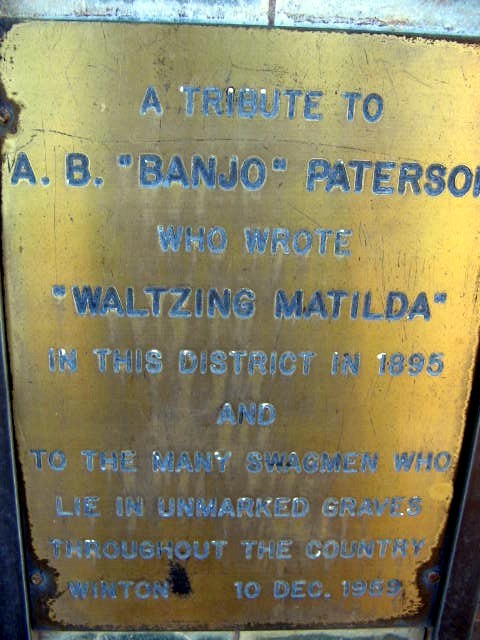 A TRIBUTE TO
A. B. "BANJO" PATERSON
WHO WROTE
"WALTZING MATILDA"
IN THIS DISTRICT IN 1895
AND
TO THE MANY SWAGMEN WHO
LIE IN UNMARKED GRAVES
THROUGHOUT THE COUNTRY
WINTON 10 DEC. 1959